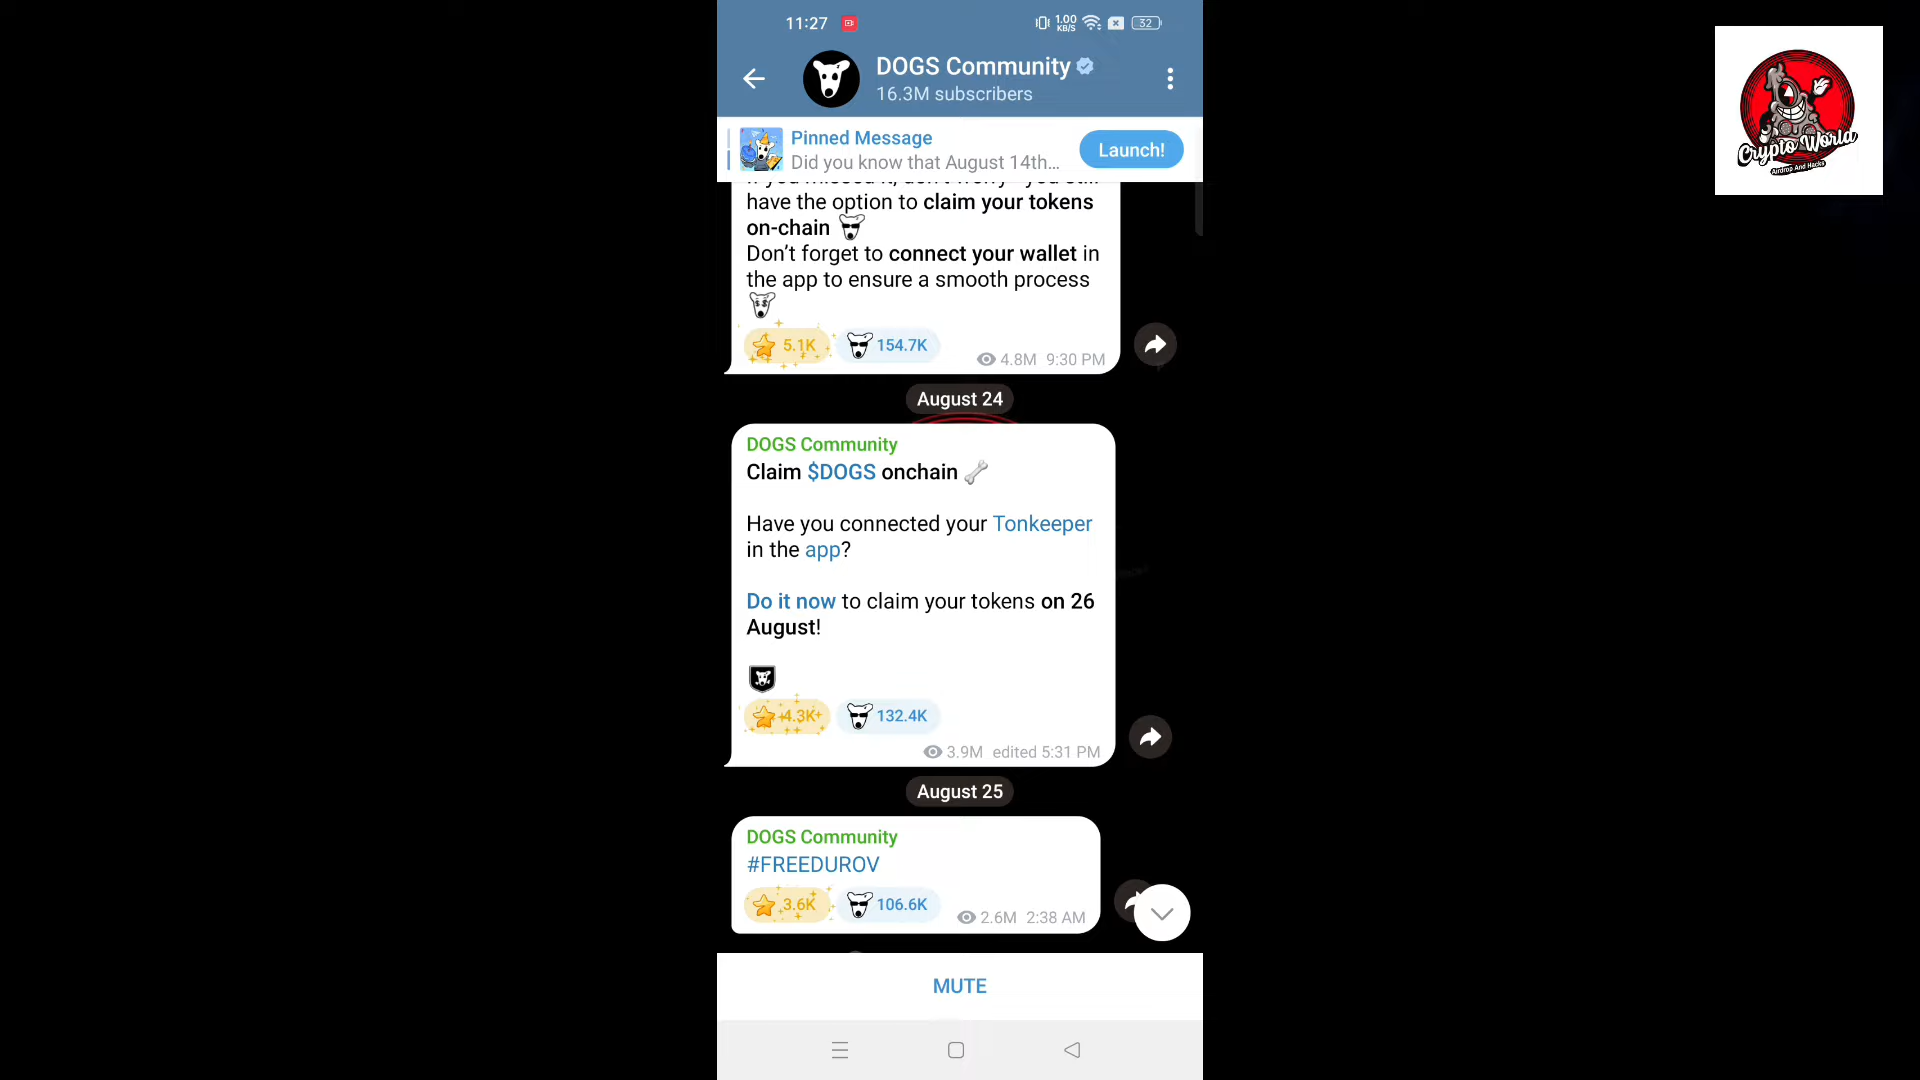 11:27
1.00
KB/S
32
DOGS Community
16.3M subscribers
Pinned Message
Did you know that August 14th...
Launch!
If you missed it, don't worry - you still
have the option to claim your tokens
on-chain
Don't forget to connect your wallet in
the app to ensure a smooth process
5.1K
154.7K
4.8M 9:30 PM
August 24
DOGS Community
Claim $DOGS onchain
Have you connected your Tonkeeper
in the app?
Do it now to claim your tokens on 26
August!
4.3K
132.4K
3.9M edited 5:31 PM
August 25
DOGS Community
#FREEDUROV
3.6K
106.6K
2.6M 2:38 AM
MUTE
Crypto World
Airdrop And Hacks